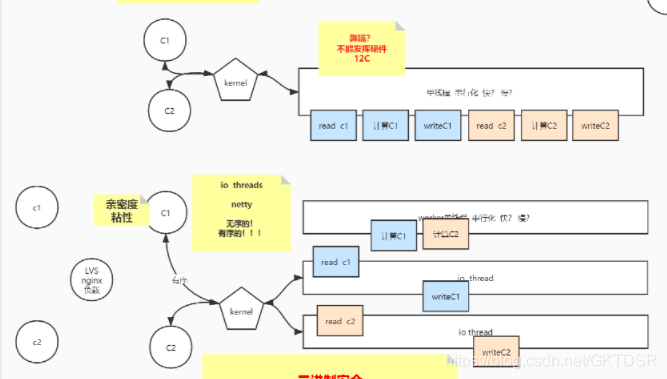 C1
C2
kernel
弊端？
不能发挥硬件
12C
单线程 串行化 快？ 慢？
read c1
计算C1
writeC1
read c2
计算C2
writeC2
c1
亲密度
粘性
C1
io threads
netty
无序的！
有序的！！！
worker单线程 串行化 快？ 慢？
计算C1
计算C2
LVS
nginx
负载
有序
read c1
io thread
writeC1
kernel
read c2
io thread
c2
C2
writeC2
https://blog.csdn.net/GKTDSR